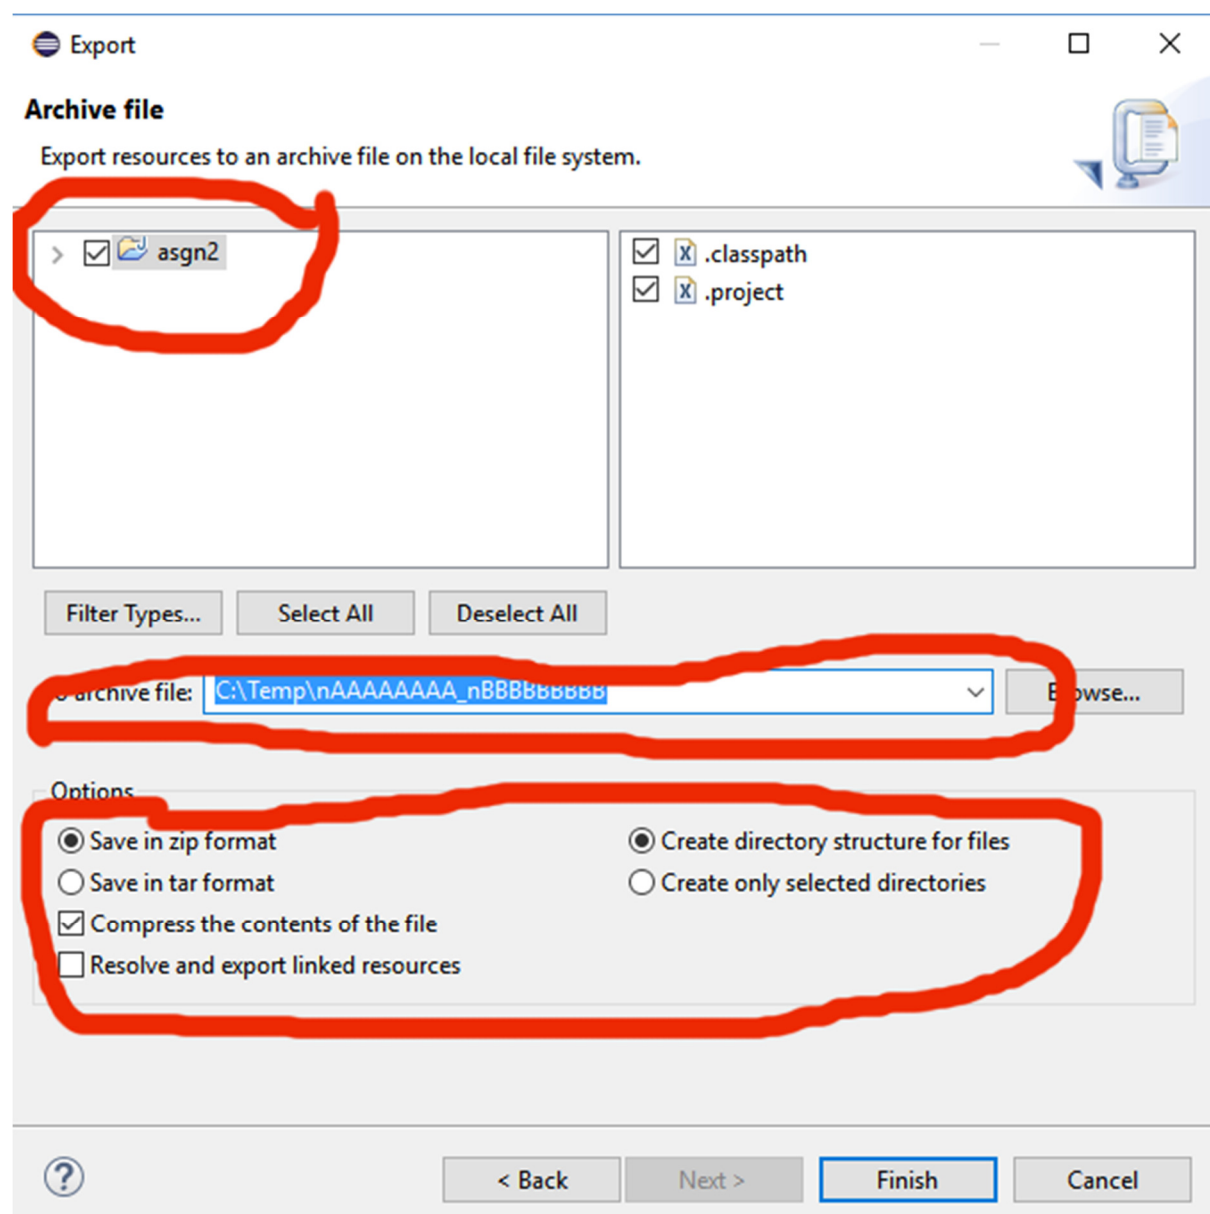 Export
Archive file
Export resources to an archive file on the local file system.
asgn2
.classpath
.project
Filter Types...
Select All
Deselect All
archive file:
C:\Temp\nAAAAAAAA_nBBBBBBBBB
Options
Save in zip format
Create directory structure for files
Save in tar format
Create only selected directories
Compress the contents of the file
Resolve and export linked resources
< Back
Next >
Finish
Cancel